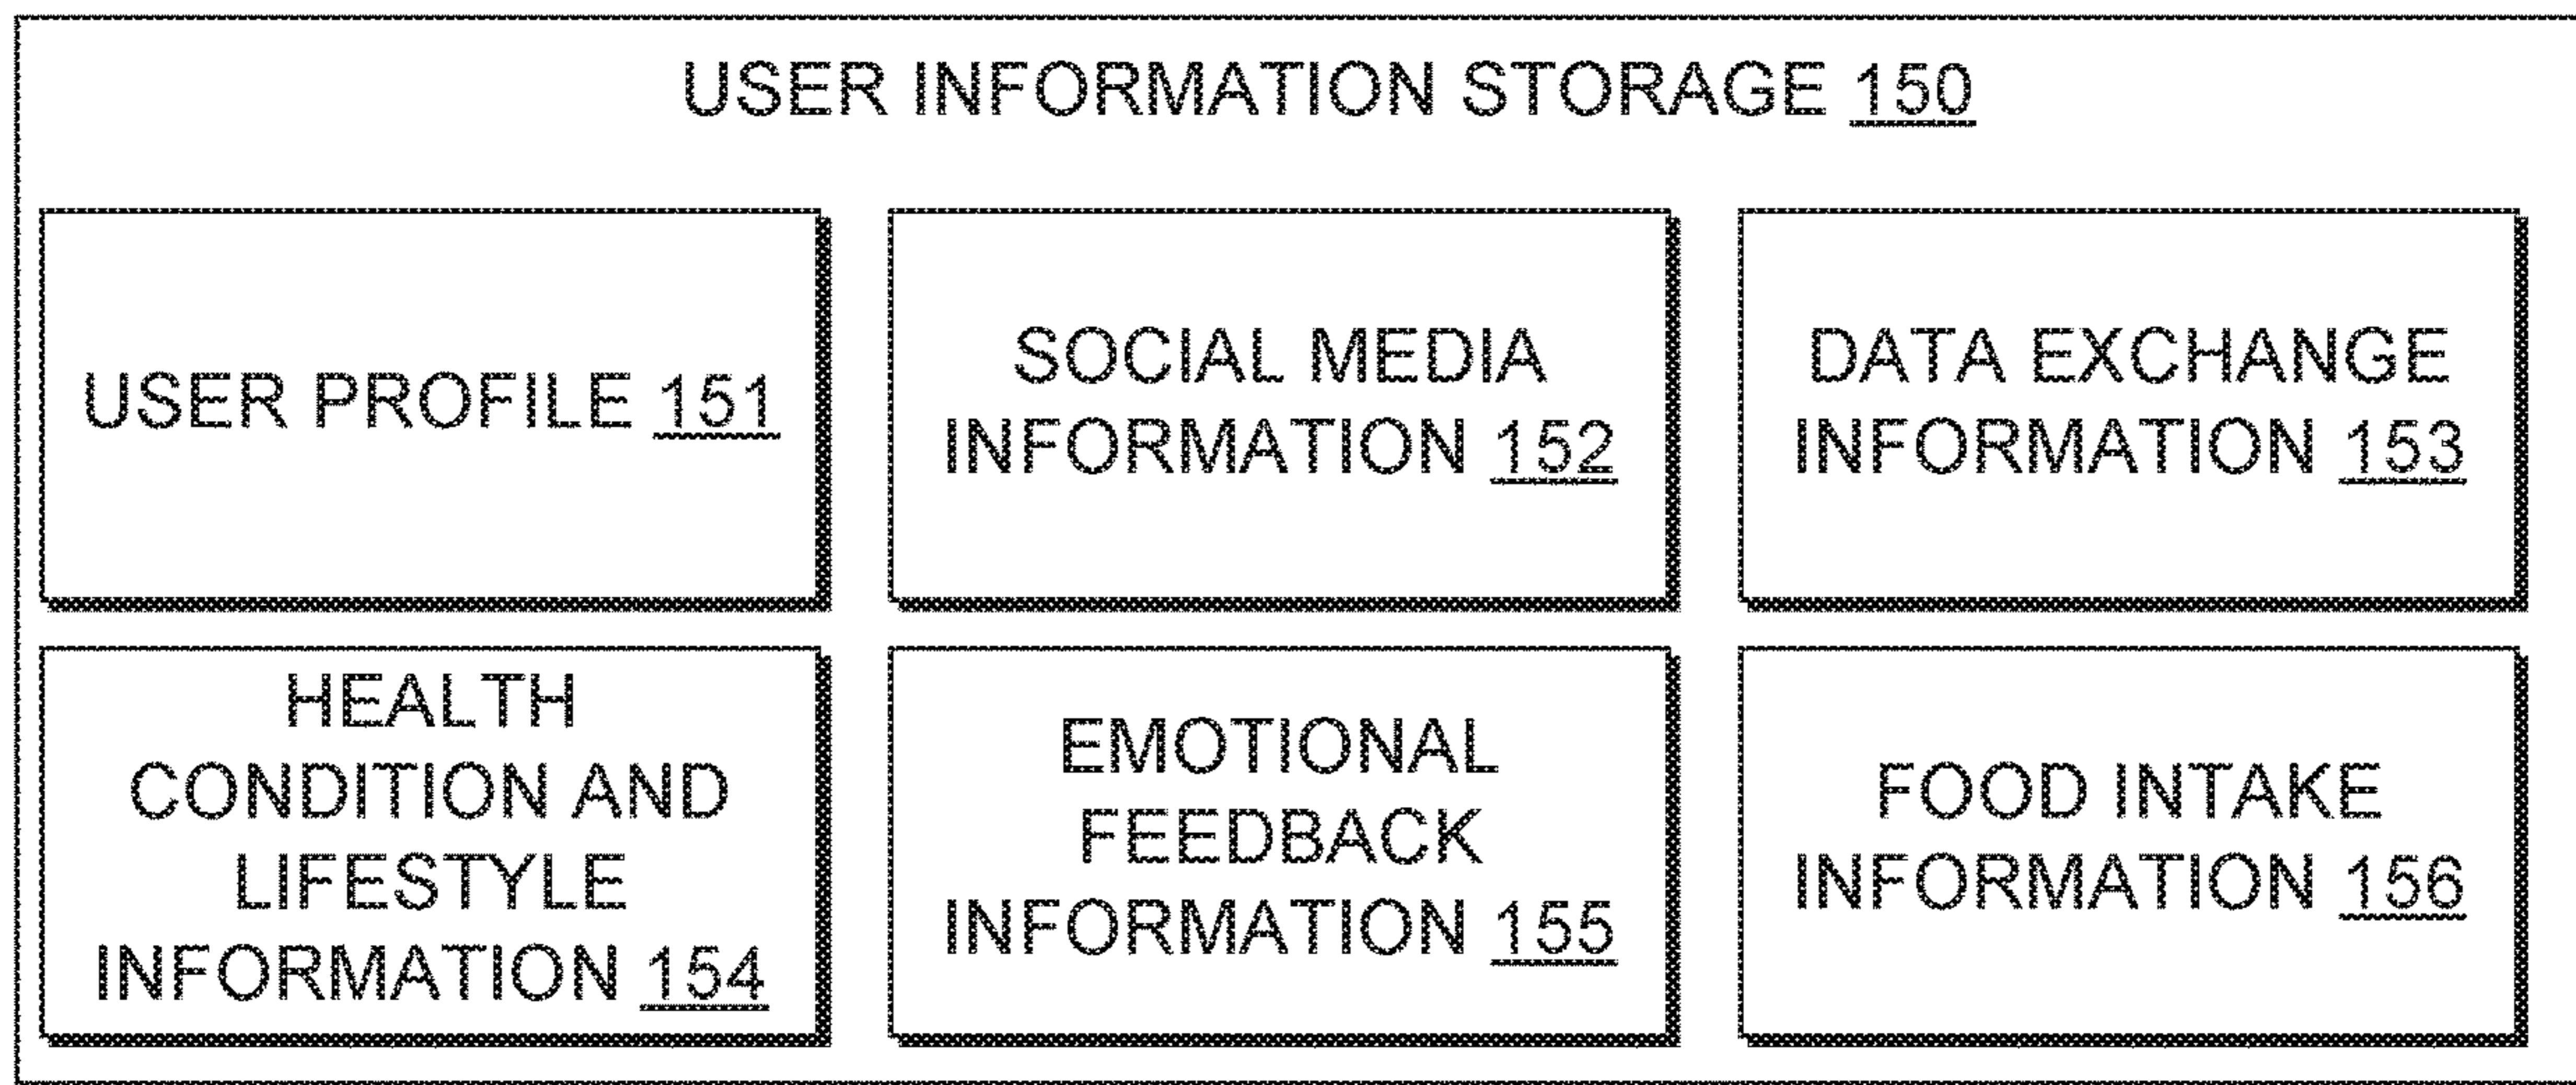 USER INFORMATION STORAGE 150
USER PROFILE 151
SOCIAL MEDIA
INFORMATION 152
DATA EXCHANGE
INFORMATION 153
HEALTH
CONDITION AND
LIFESTYLE
INFORMATION 154
EMOTIONAL
FEEDBACK
INFORMATION 155
FOOD INTAKE
INFORMATION 156